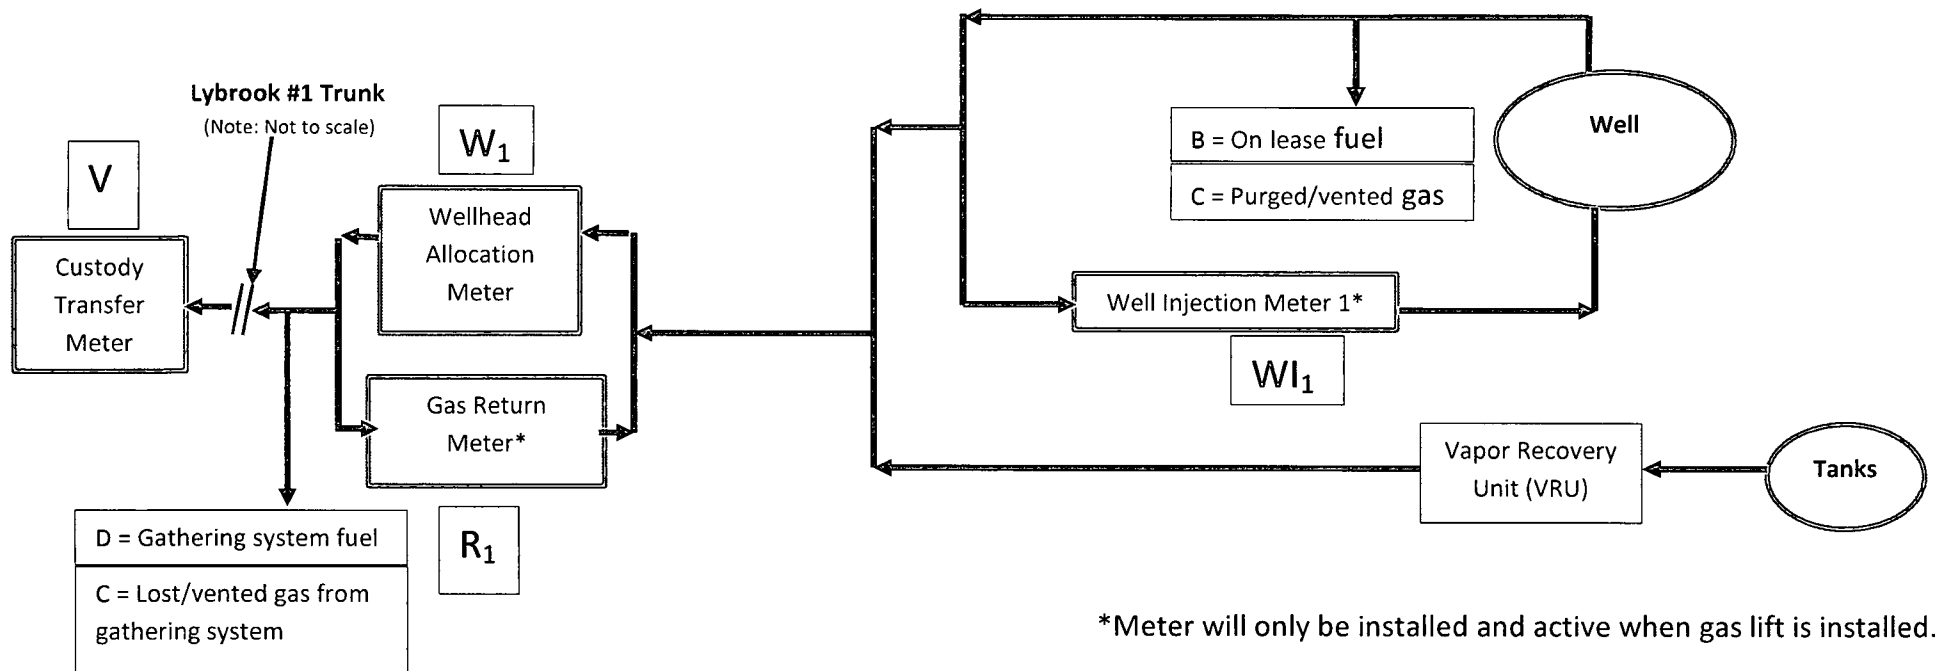 Lybrook #1 Trunk
(Note: Not to scale)
V
Custody
Transfer
Meter
W₁
Wellhead
Allocation
Meter
Gas Return
Meter*
R₁
D = Gathering system fuel
C = Lost/vented gas from
gathering system
B = On lease fuel
C = Purged/vented gas
Well
Well Injection Meter 1*
WI₁
Vapor Recovery
Unit (VRU)
Tanks
*Meter will only be installed and active when gas lift is installed.